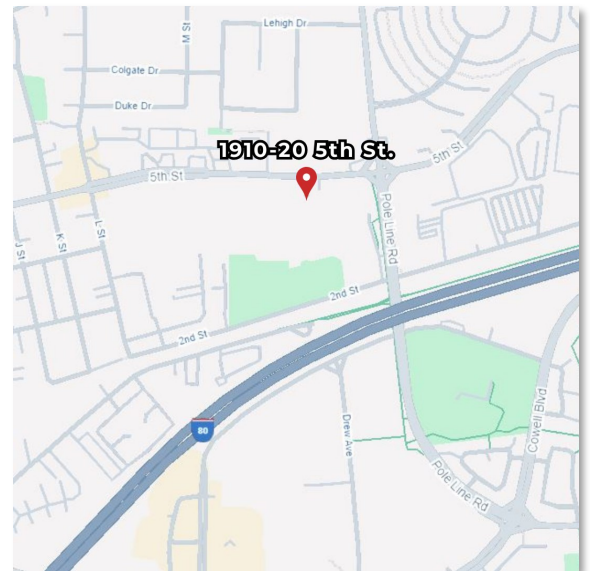 Lehigh Dr
M St
Colgate Dr
Duke Dr
1910-20 5th St.
5th St
5th St
Pole Line Rd
J St
K St
L St
2nd St
2nd St
80
Drew Ave
Cowell Blvd
Pole Line Rd